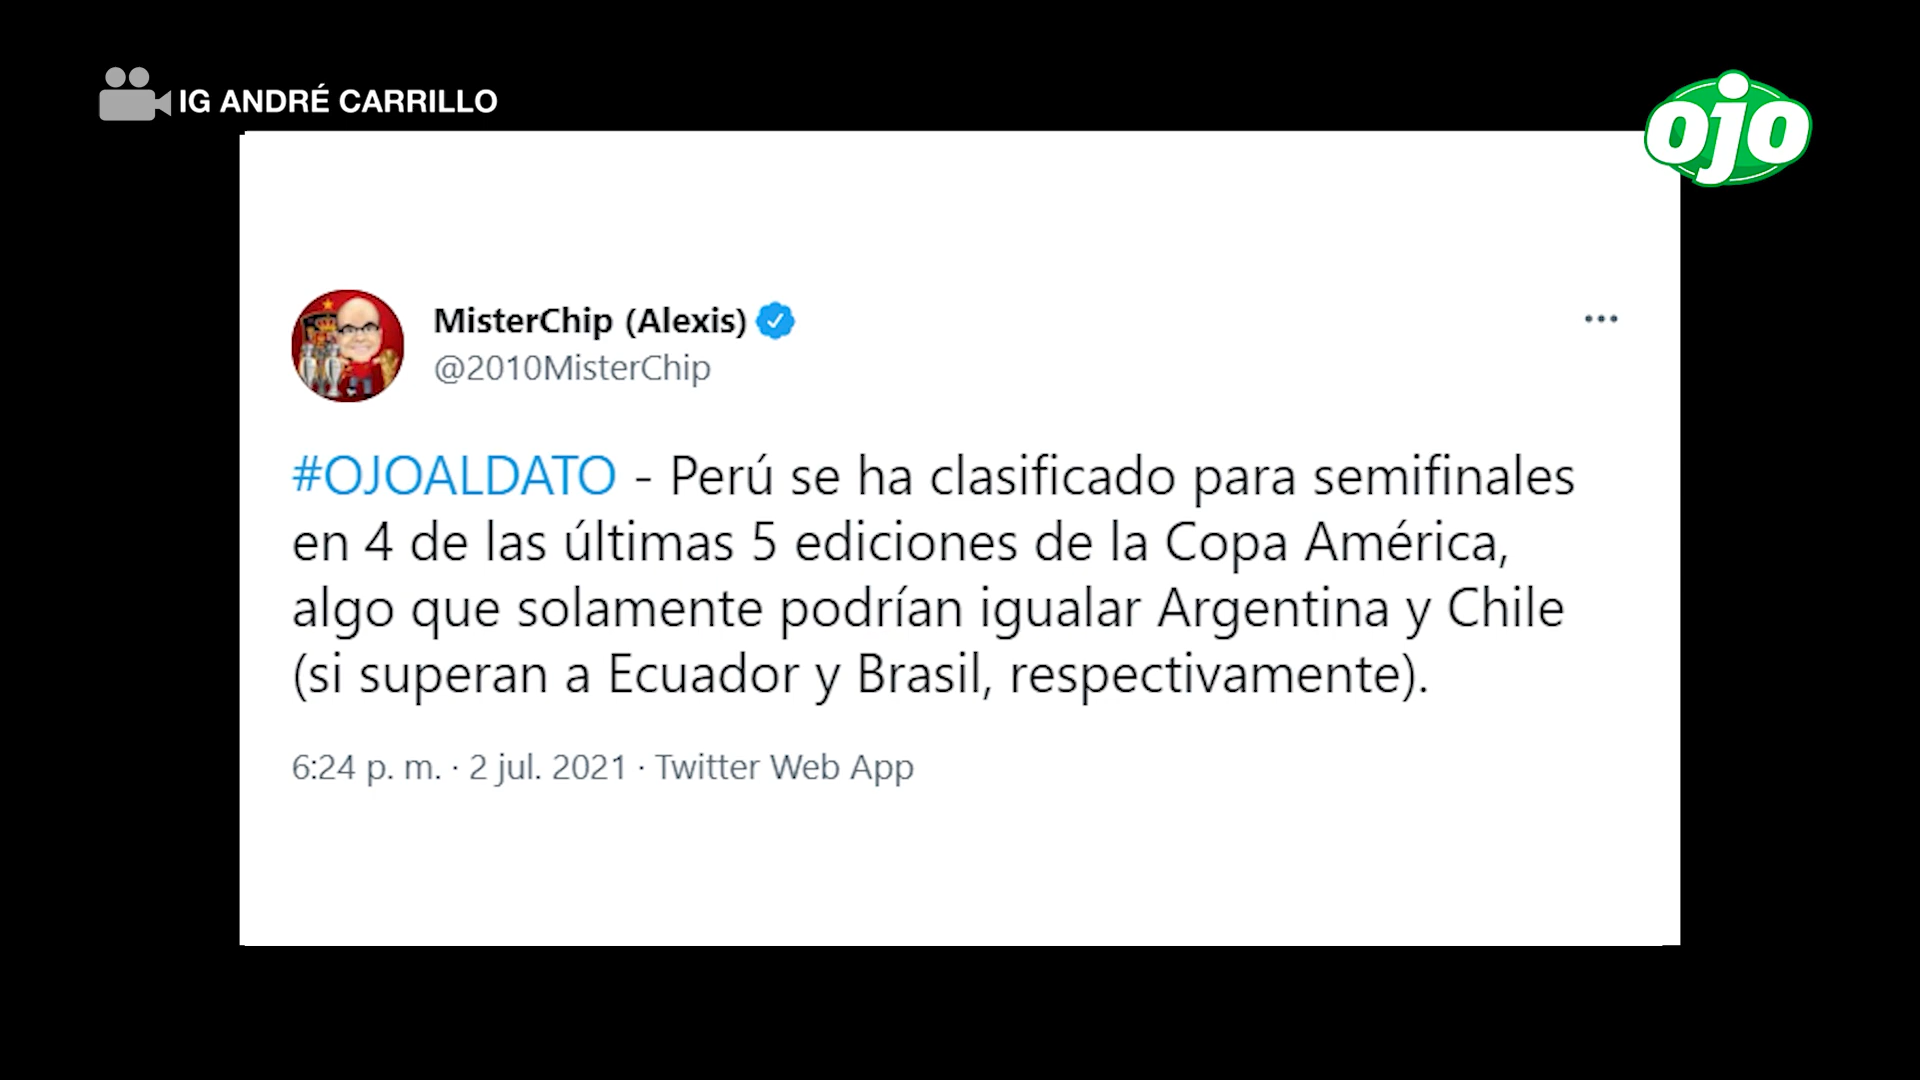 IG ANDRÉ CARRILLO
ojo
MisterChip (Alexis)
@2010MisterChip
#OJOALDATO - Perú se ha clasificado para semifinales
en 4 de las últimas 5 ediciones de la Copa América,
algo que solamente podrían igualar Argentina y Chile
(si superan a Ecuador y Brasil, respectivamente).
6:24 p. m. · 2 jul. 2021 · Twitter Web App